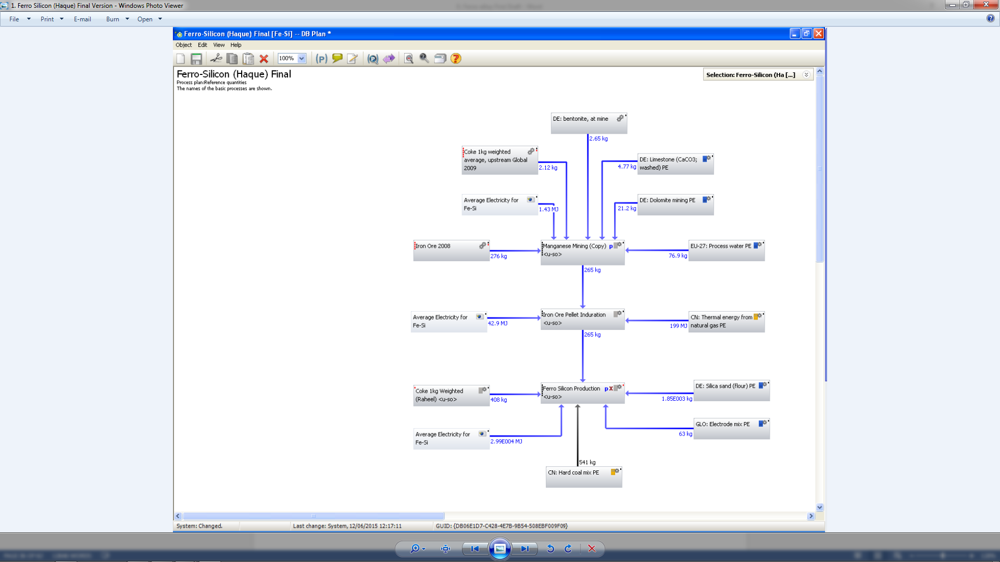 1. Ferro Silicon (Haque) Final Version - Windows Photo Viewer
File Print E-mail Burn Open
Ferro-Silicon (Haque) Final [Fe-Si] -- DB Plan *
Object Edit View Help
100%
Ferro-Silicon (Haque) Final
Process plan:Reference quantities
The names of the basic processes are shown.
Selection: Ferro-Silicon (Ha [...]
DE: bentonite, at mine
2.65 kg
Coke 1kg weighted
average, upstream Global
2009
2.12 kg
DE: Limestone (CaCO3;
washed) PE
4.77 kg
Average Electricity for
Fe-Si
1.43 MJ
DE: Dolomite mining PE
21.2 kg
Iron Ore 2008
276 kg
Manganese Mining (Copy) p
<u-so>
EU-27: Process water PE
76.9 kg
265 kg
Average Electricity for
Fe-Si
42.9 MJ
Iron Ore Pellet Induration
<u-so>
CN: Thermal energy from
natural gas PE
199 MJ
265 kg
Coke 1kg Weighted
(Raheel) <u-so>
408 kg
Ferro Silicon Production pX
<u-so>
DE: Silica sand (flour) PE
1.85E003 kg
GLO: Electrode mix PE
63 kg
Average Electricity for
Fe-Si
2.99E004 MJ
541 kg
CN: Hard coal mix PE
System: Changed.
Last change: System, 12/06/2015 12:17:11
GUID: {DB06E1D7-C428-4E7B-9B54-508EBF009F09}